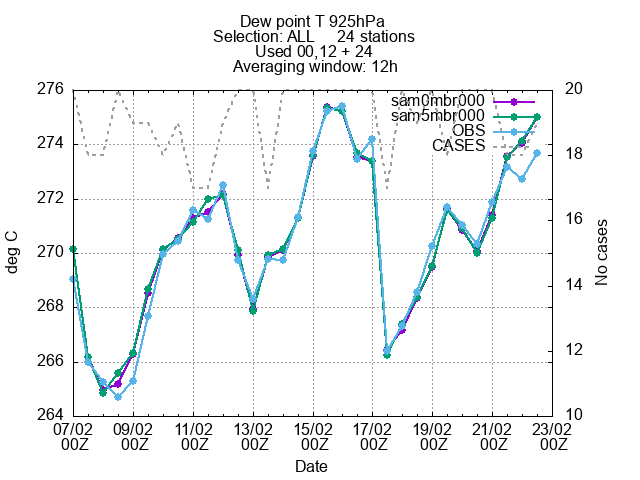 Dew point T 925hPa
Selection: ALL 24 stations
Used 00,12 + 24
Averaging window: 12h
276
274
272
270
268
266
264
deg C
20
18
16
14
12
10
No cases
sam0mbr000
sam5mbr000
OBS
CASES
07/02 09/02 11/02 13/02 15/02 17/02 19/02 21/02 23/02
00Z 00Z 00Z 00Z 00Z 00Z 00Z 00Z 00Z
Date